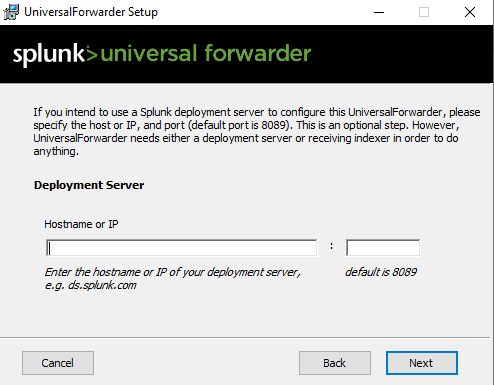 UniversalForwarder Setup
splunk> universal forwarder
If you intend to use a Splunk deployment server to configure this UniversalForwarder, please
specify the host or IP, and port (default port is 8089). This is an optional step. However,
UniversalForwarder needs either a deployment server or receiving indexer in order to do
anything.
Deployment Server
Hostname or IP
:
Enter the hostname or IP of your deployment server, default is 8089
e.g. ds.splunk.com
Cancel Back Next